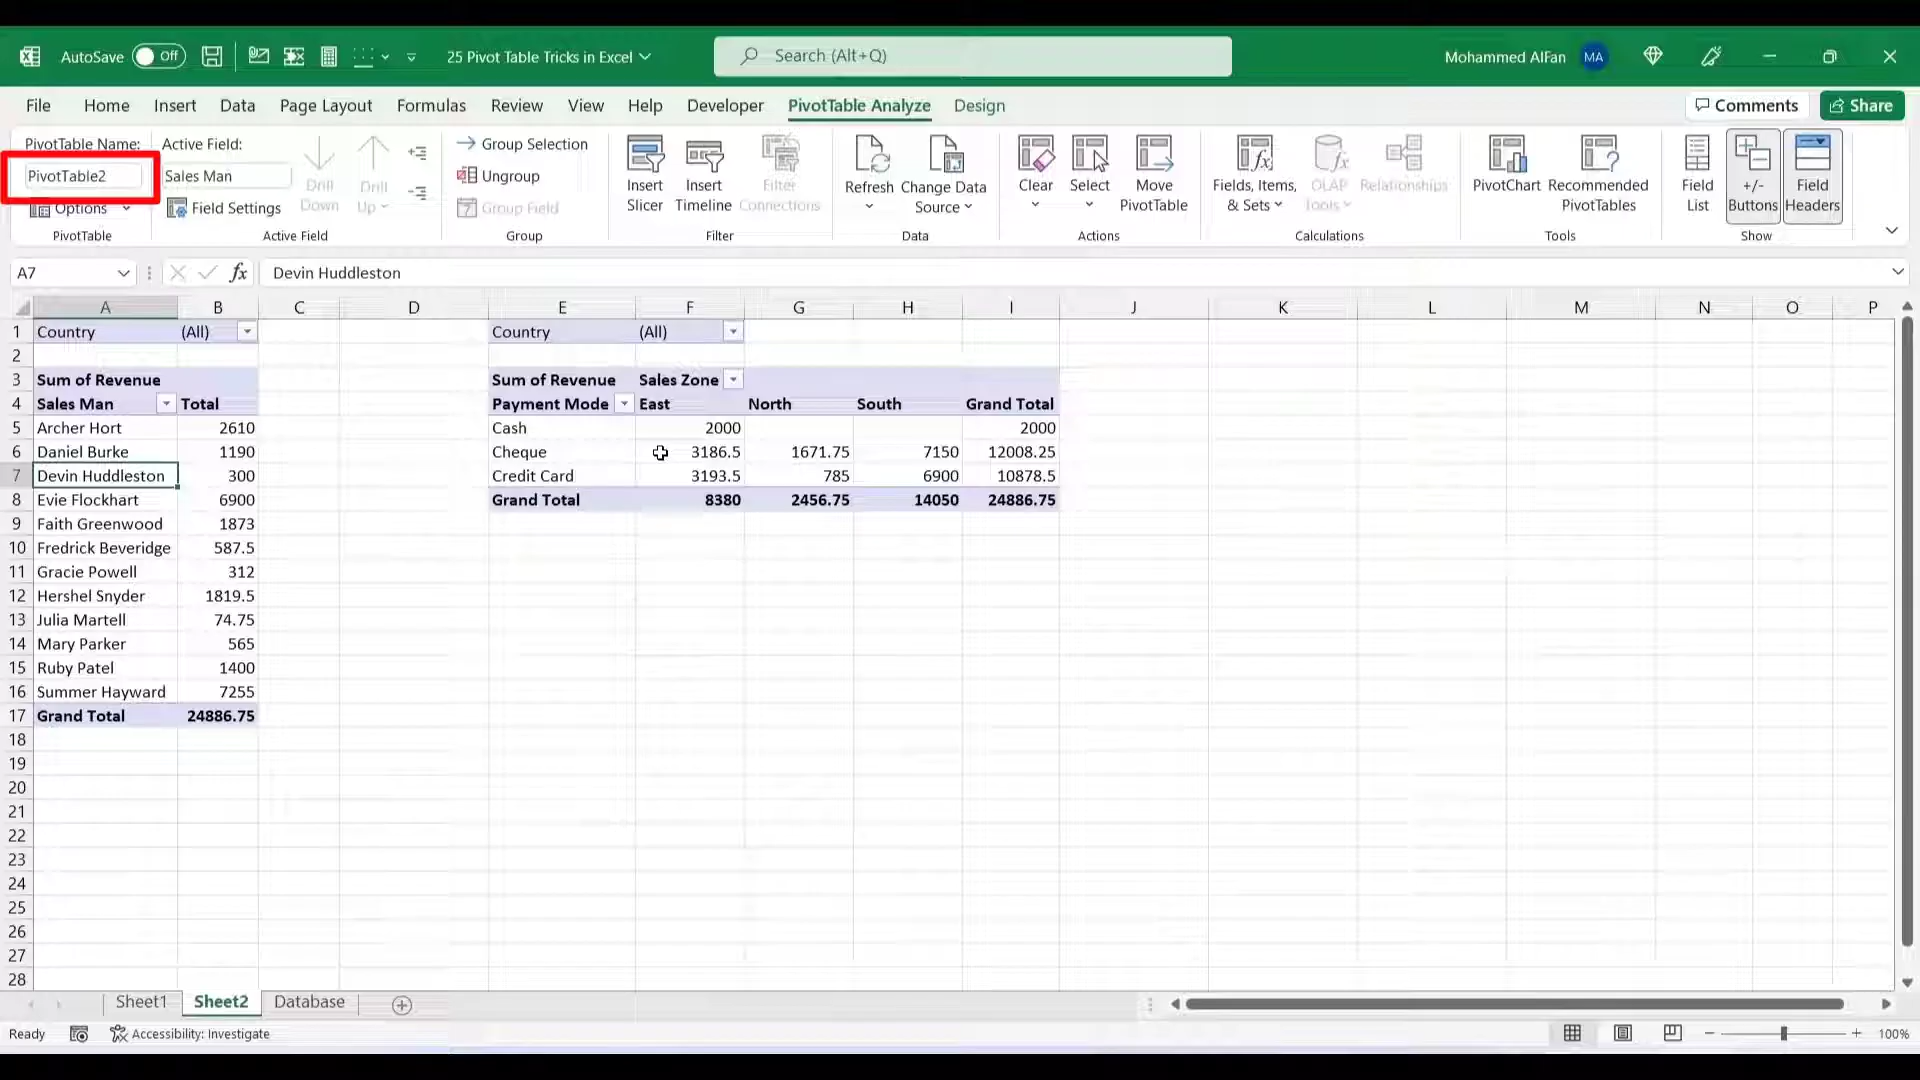 AutoSave Off 25 Pivot Table Tricks in Excel Search (Alt+Q) Mohammed AlFan MA
File Home Insert Data Page Layout Formulas Review View Help Developer PivotTable Analyze Design Comments Share
PivotTable Name:
PivotTable2
Options
PivotTable
Active Field:
Sales Man
Field Settings
Drill Down
Drill Up
Active Field
Group Selection
Ungroup
Group Field
Group
Insert Slicer
Insert Timeline
Filter Connections
Filter
Refresh
Change Data Source
Data
Clear
Select
Move PivotTable
Actions
Fields, Items, & Sets
OLAP Tools
Relationships
Calculations
PivotChart
Recommended PivotTables
Tools
Field List
+/- Buttons
Field Headers
Show
A7 fx Devin Huddleston
A B C D E F G H I J K L M N O P
1 Country (All) Country (All)
2
3 Sum of Revenue Sum of Revenue Sales Zone
4 Sales Man Total Payment Mode East North South Grand Total
5 Archer Hort 2610 Cash 2000 2000
6 Daniel Burke 1190 Cheque 3186.5 1671.75 7150 12008.25
7 Devin Huddleston 300 Credit Card 3193.5 785 6900 10878.5
8 Evie Flockhart 6900 Grand Total 8380 2456.75 14050 24886.75
9 Faith Greenwood 1873
10 Fredrick Beveridge 587.5
11 Gracie Powell 312
12 Hershel Snyder 1819.5
13 Julia Martell 74.75
14 Mary Parker 565
15 Ruby Patel 1400
16 Summer Hayward 7255
17 Grand Total 24886.75
18
19
20
21
22
23
24
25
26
27
28
Sheet1 Sheet2 Database
Ready Accessibility: Investigate 100%